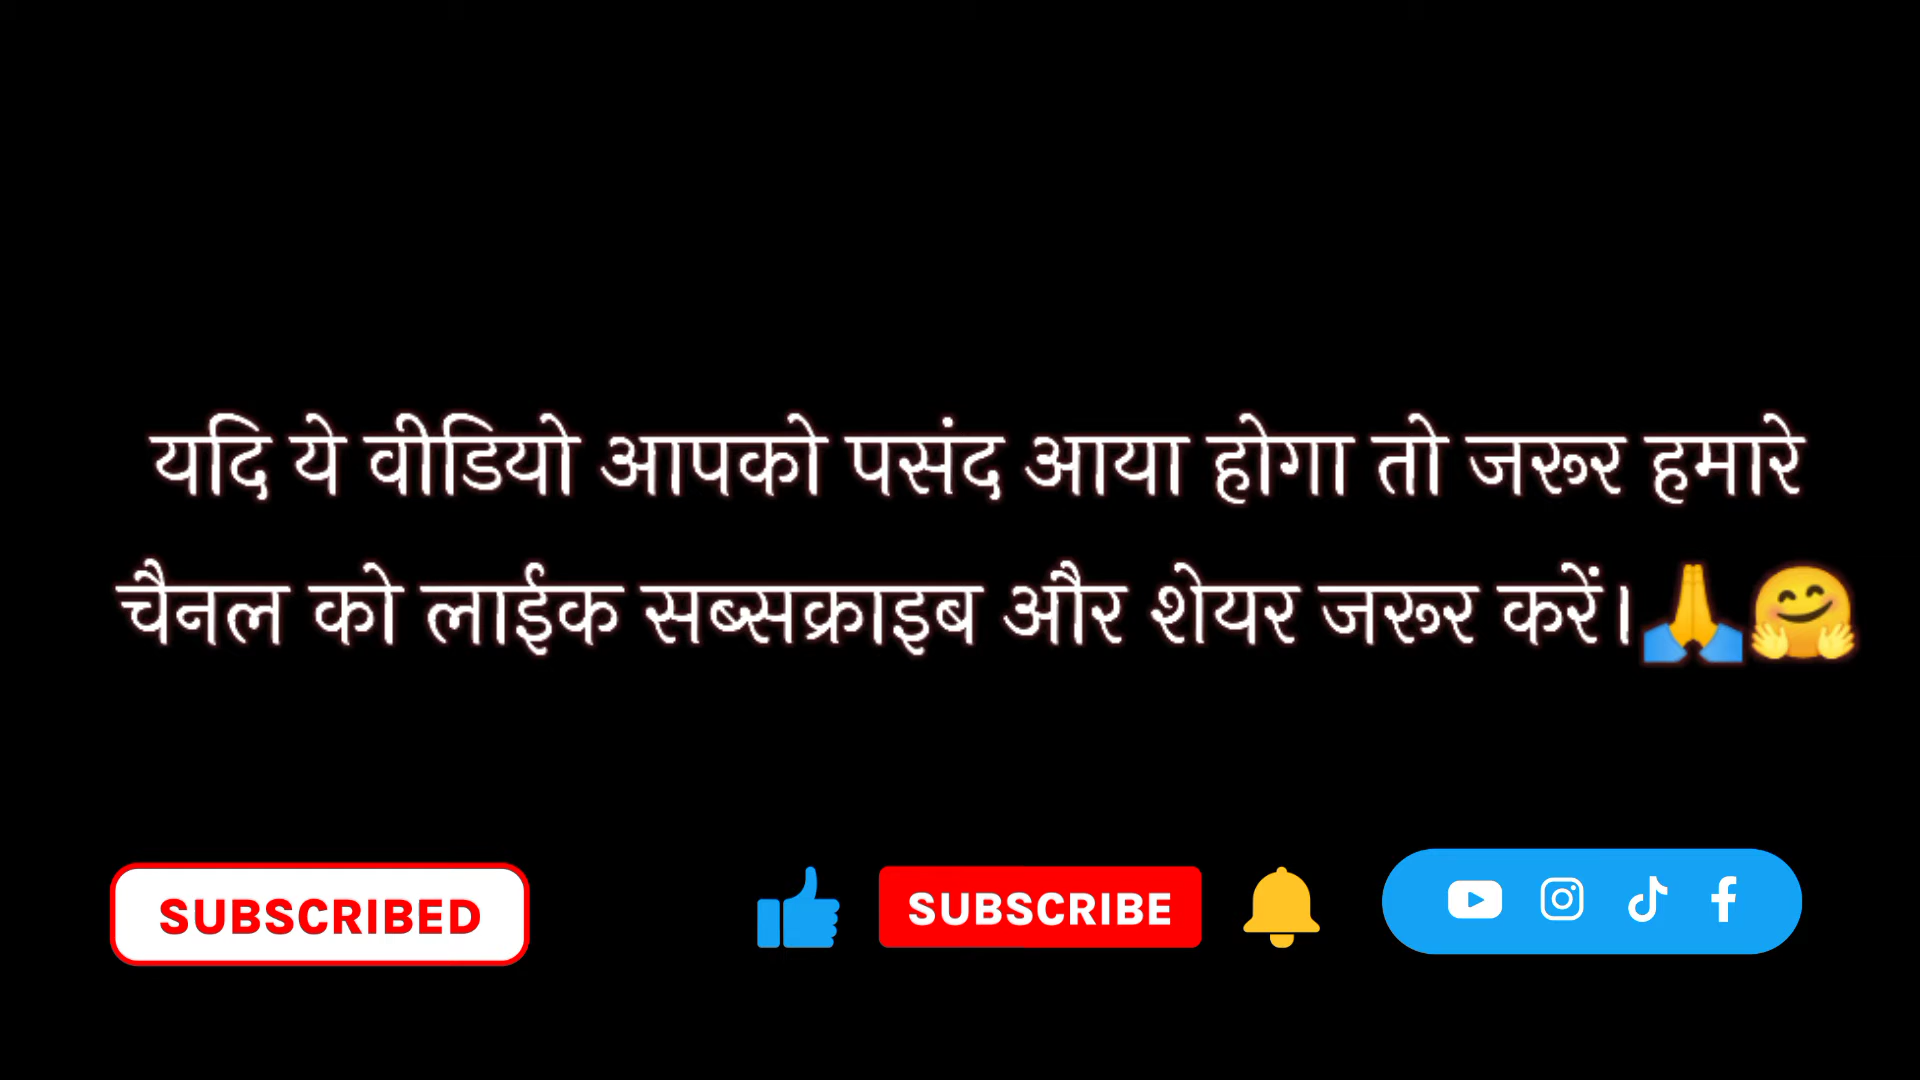 यदि ये वीडियो आपको पसंद आया होगा तो जरूर हमारे
चैनल को लाईक सब्सक्राइब और शेयर जरूर करें।🙏🤗
SUBSCRIBED
SUBSCRIBE